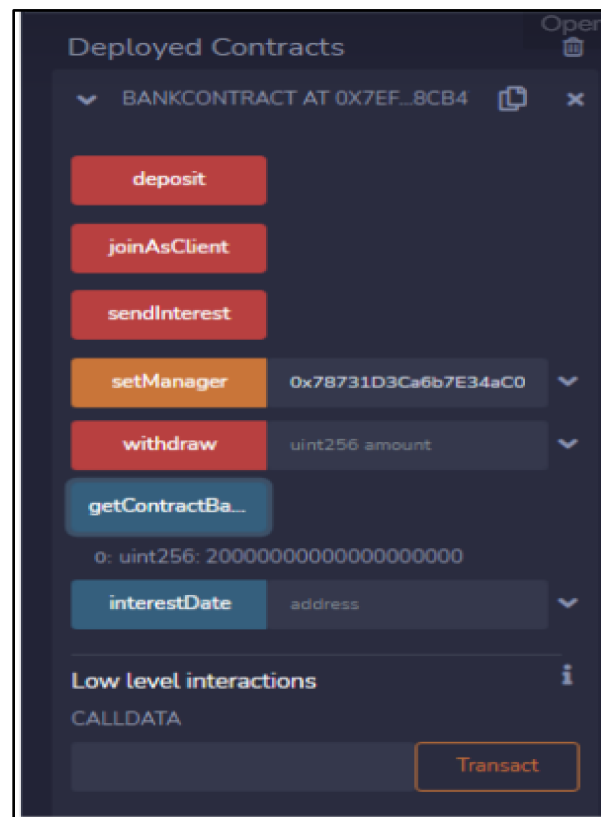 Deployed Contracts
BANKCONTRACT AT 0X7EF...8CB4
deposit
joinAsClient
sendInterest
setManager 0x78731D3Ca6b7E34aC0
withdraw uint256 amount
getContractBa...
0: uint256: 20000000000000000000
interestDate address
Low level interactions
CALLDATA
Transact